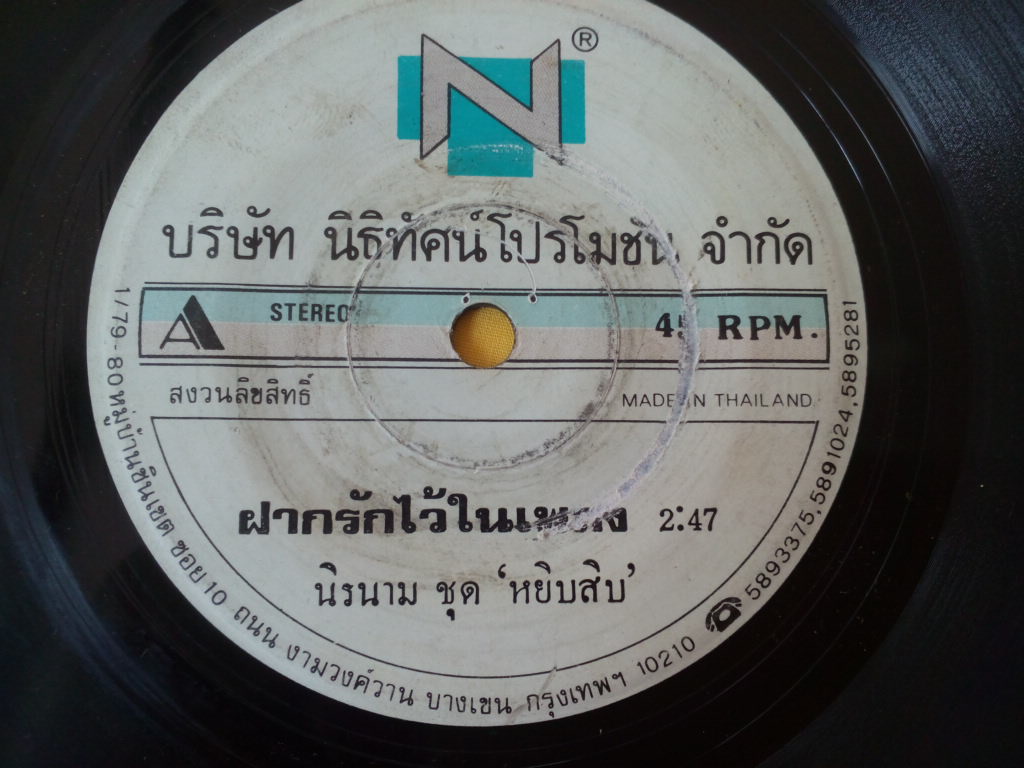 N ®
บริษัท นิธิทัศน์โปรโมชั่น จำกัด
A STEREO 45 RPM.
สงวนลิขสิทธิ์ MADE IN THAILAND
ฝากรักไว้ในเพลง 2:47
นิรนาม ชุด ‘หยิบสิบ’
1/79-80 หมู่บ้านชินเขต ซอย 10 ถนน งามวงศ์วาน บางเขน กรุงเทพฯ 10210 ☎ 5893375,5891024,5895281